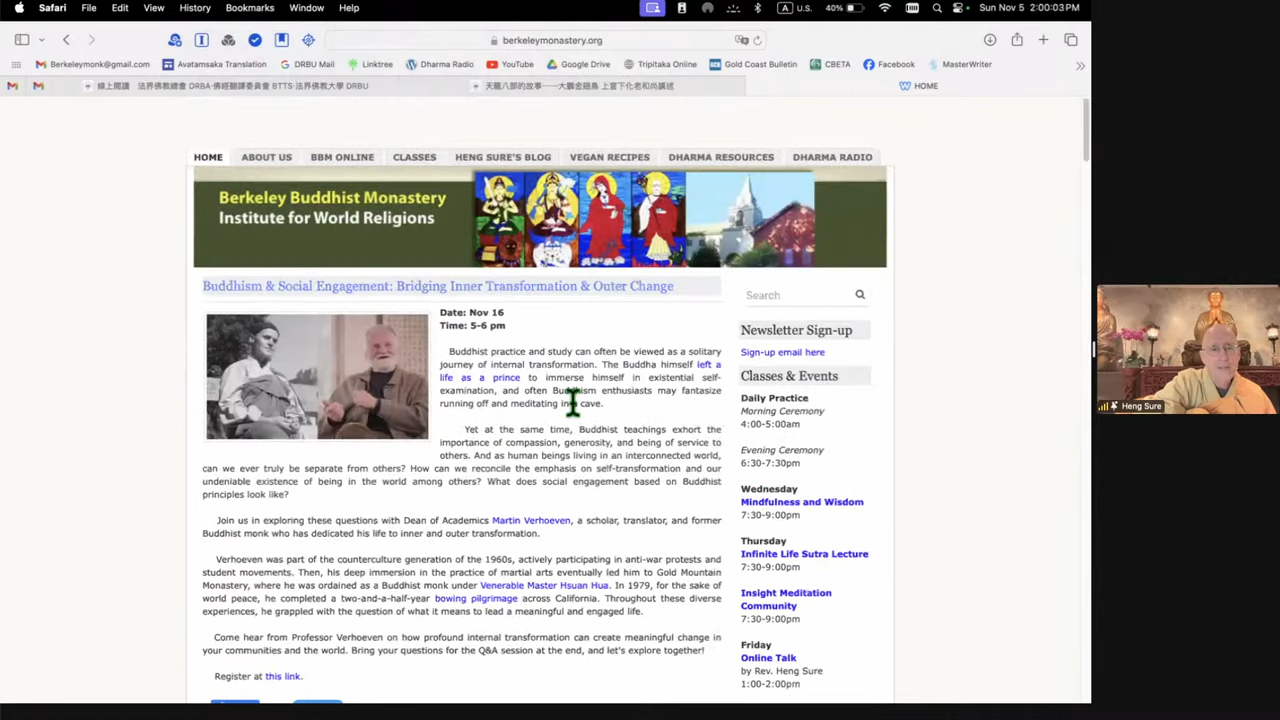 Safari File Edit View History Bookmarks Window Help A U.S. 40% Sun Nov 5 2:00:03 PM
berkeleymonastery.org
Berkeleymonk@gmail.com Avatamsaka Translation DRBU Mail Linktree Dharma Radio YouTube Google Drive Tripitaka Online Gold Coast Bulletin CBETA Facebook MasterWriter
線上閱讀 法界佛教總會 DRBA·佛經翻譯委員會 BTTS·法界佛教大學 DRBU
天龍八部的故事——大鵬金翅鳥 上宣下化老和尚講述
HOME
HOME ABOUT US BBM ONLINE CLASSES HENG SURE'S BLOG VEGAN RECIPES DHARMA RESOURCES DHARMA RADIO
Berkeley Buddhist Monastery
Institute for World Religions
Buddhism & Social Engagement: Bridging Inner Transformation & Outer Change
Date: Nov 16
Time: 5-6 pm
Buddhist practice and study can often be viewed as a solitary
journey of internal transformation. The Buddha himself left a
life as a prince to immerse himself in existential self-
examination, and often Buddhism enthusiasts may fantasize
running off and meditating in a cave.
Yet at the same time, Buddhist teachings exhort the
importance of compassion, generosity, and being of service to
others. And as human beings living in an interconnected world,
can we ever truly be separate from others? How can we reconcile the emphasis on self-transformation and our
undeniable existence of being in the world among others? What does social engagement based on Buddhist
principles look like?
Join us in exploring these questions with Dean of Academics Martin Verhoeven, a scholar, translator, and former
Buddhist monk who has dedicated his life to inner and outer transformation.
Verhoeven was part of the counterculture generation of the 1960s, actively participating in anti-war protests and
student movements. Then, his deep immersion in the practice of martial arts eventually led him to Gold Mountain
Monastery, where he was ordained as a Buddhist monk under Venerable Master Hsuan Hua. In 1979, for the sake of
world peace, he completed a two-and-a-half-year bowing pilgrimage across California. Throughout these diverse
experiences, he grappled with the question of what it means to lead a meaningful and engaged life.
Come hear from Professor Verhoeven on how profound internal transformation can create meaningful change in
your communities and the world. Bring your questions for the Q&A session at the end, and let's explore together!
Register at this link.
Search
Newsletter Sign-up
Sign-up email here
Classes & Events
Daily Practice
Morning Ceremony
4:00-5:00am
Evening Ceremony
6:30-7:30pm
Wednesday
Mindfulness and Wisdom
7:30-9:00pm
Thursday
Infinite Life Sutra Lecture
7:30-9:00pm
Insight Meditation
Community
7:30-9:00pm
Friday
Online Talk
by Rev. Heng Sure
1:00-2:00pm
Heng Sure